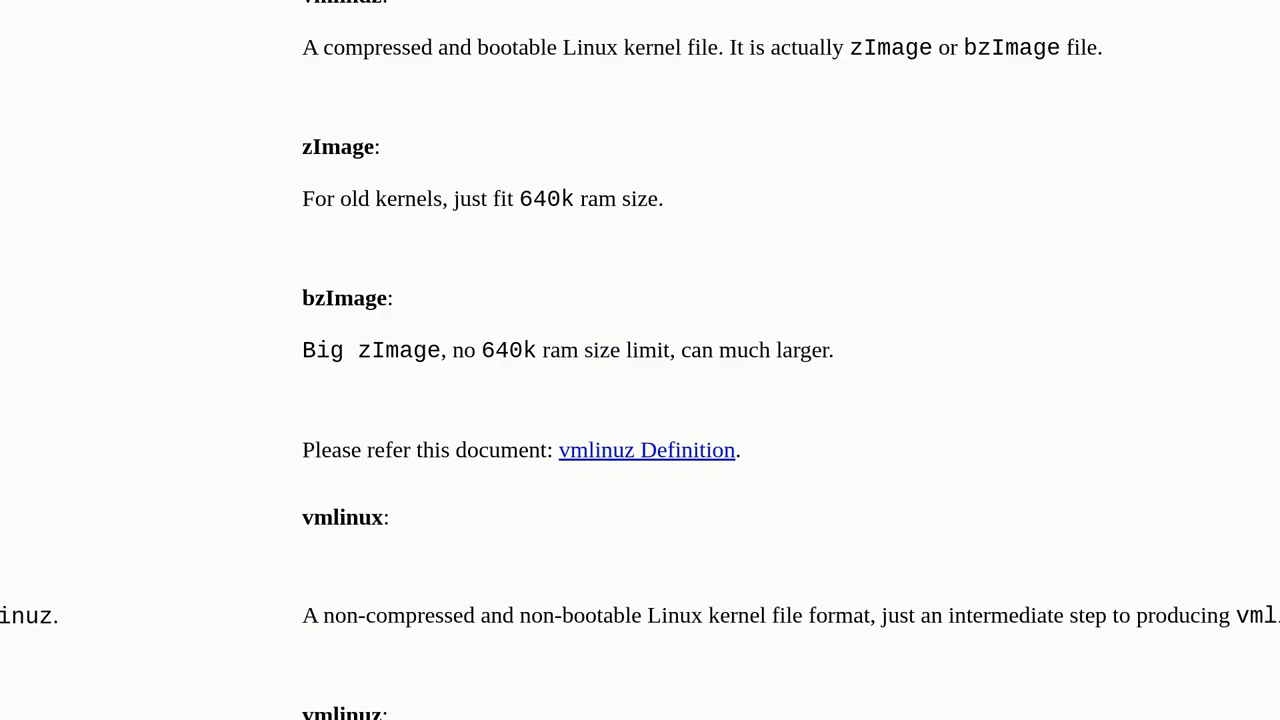 vmlinuz:
A compressed and bootable Linux kernel file. It is actually zImage or bzImage file.
zImage:
For old kernels, just fit 640k ram size.
bzImage:
Big zImage, no 640k ram size limit, can much larger.
Please refer this document: vmlinuz Definition.
vmlinux:
inuz.
A non-compressed and non-bootable Linux kernel file format, just an intermediate step to producing vml
vmlinuz: